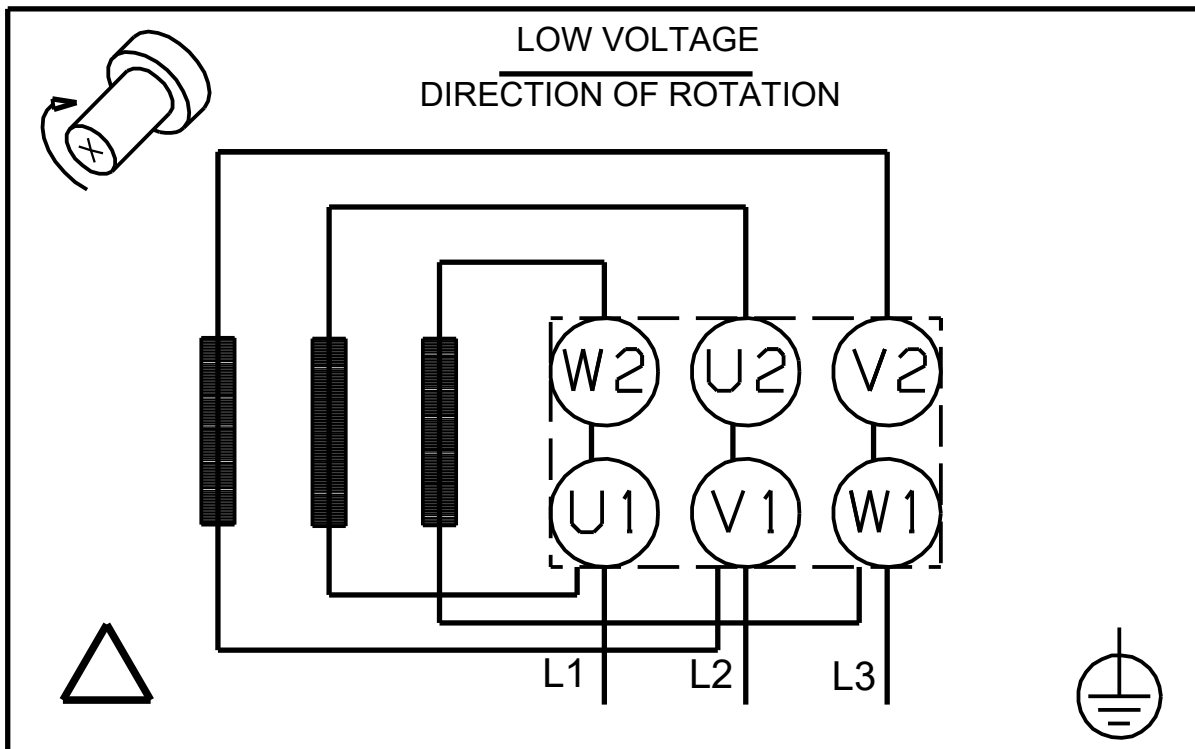 LOW VOLTAGE
DIRECTION OF ROTATION
W2 U2 V2
U1 V1 W1
L1 L2 L3